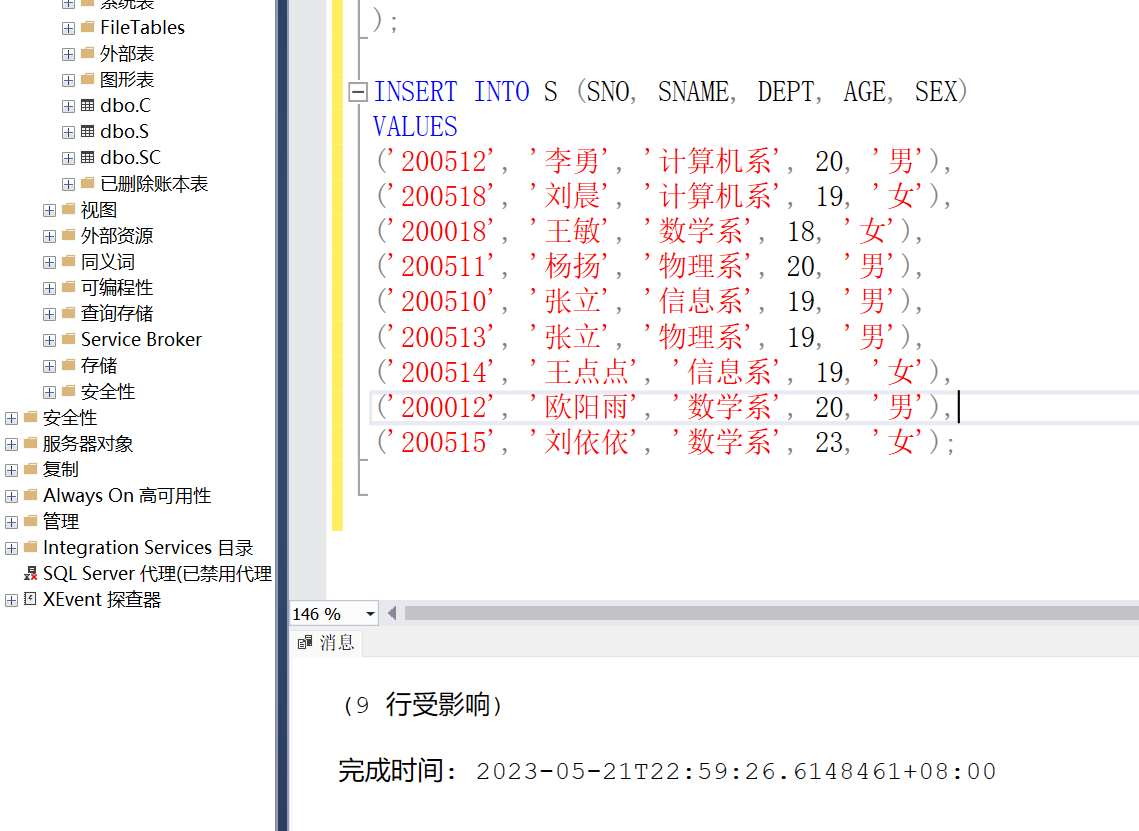 系统表
FileTables
外部表
图形表
dbo.C
dbo.S
dbo.SC
已删除账本表
视图
外部资源
同义词
可编程性
查询存储
Service Broker
存储
安全性
安全性
服务器对象
复制
Always On 高可用性
管理
Integration Services 目录
SQL Server 代理(已禁用代理
XEvent 探查器
);
INSERT INTO S (SNO, SNAME, DEPT, AGE, SEX)
VALUES
('200512', '李勇', '计算机系', 20, '男'),
('200518', '刘晨', '计算机系', 19, '女'),
('200018', '王敏', '数学系', 18, '女'),
('200511', '杨扬', '物理系', 20, '男'),
('200510', '张立', '信息系', 19, '男'),
('200513', '张立', '物理系', 19, '男'),
('200514', '王点点', '信息系', 19, '女'),
('200012', '欧阳雨', '数学系', 20, '男'),
('200515', '刘依依', '数学系', 23, '女');
146 %
消息
(9 行受影响)
完成时间: 2023-05-21T22:59:26.6148461+08:00